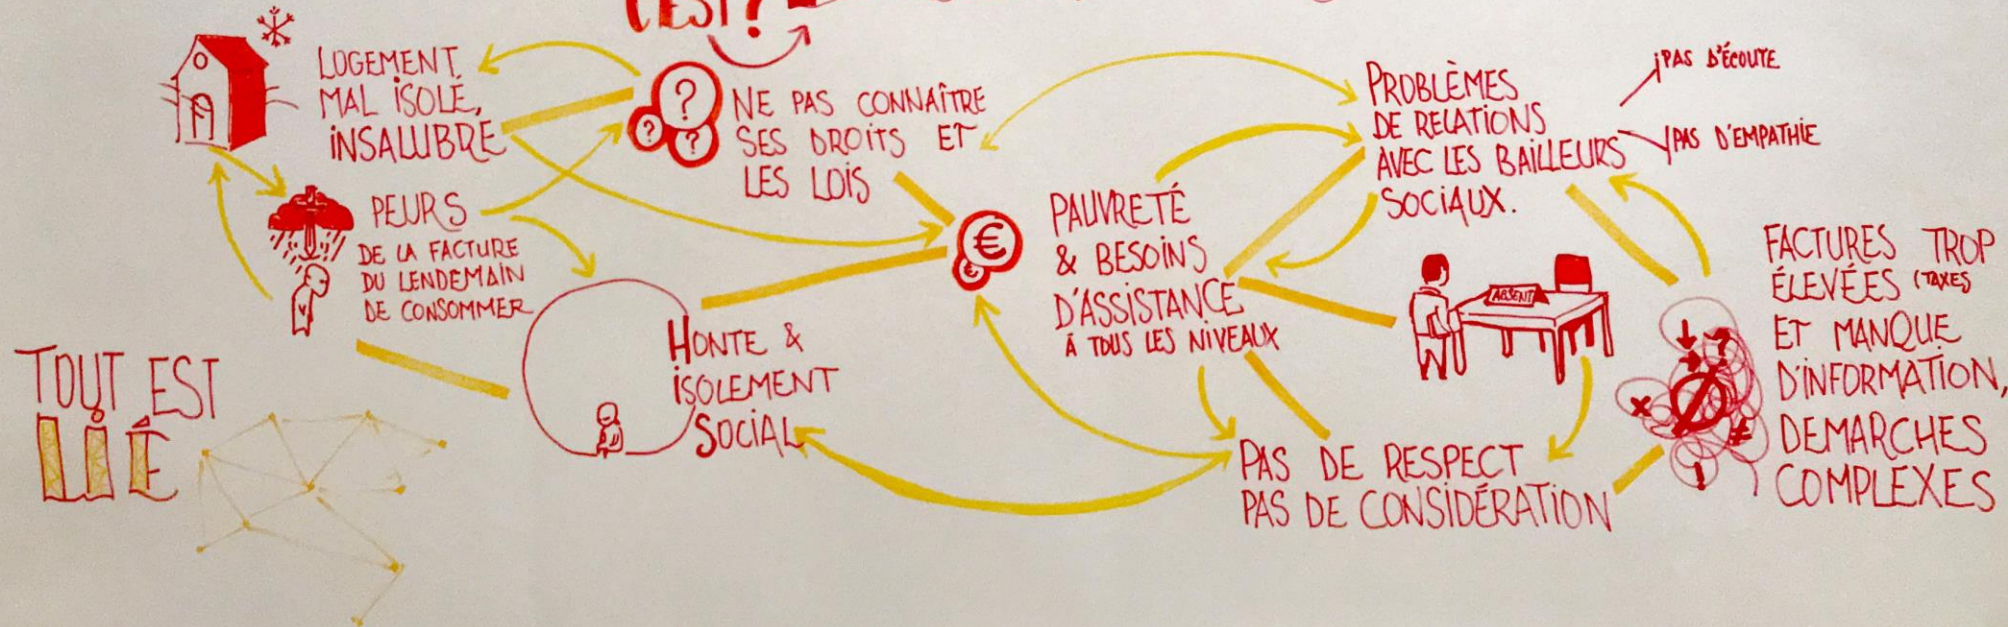 C'EST?
LOGEMENT
MAL ISOLÉ,
INSALUBRE
NE PAS CONNAÎTRE
SES DROITS ET
LES LOIS
?
?
?
PEURS
DE LA FACTURE
DU LENDEMAIN
DE CONSOMMER
TOUT EST
LIÉ
HONTE &
ISOLEMENT
SOCIAL
€
€
PAUVRETÉ
& BESOINS
D'ASSISTANCE
À TOUS LES NIVEAUX
PROBLÈMES
DE RELATIONS
AVEC LES BAILLEURS
SOCIAUX.
PAS D'ÉCOUTE
PAS D'EMPATHIE
ABSENT
PAS DE RESPECT
PAS DE CONSIDÉRATION
FACTURES TROP
ÉLEVÉES (TAXES
ET MANQUE
D'INFORMATION,
DEMARCHES
COMPLEXES